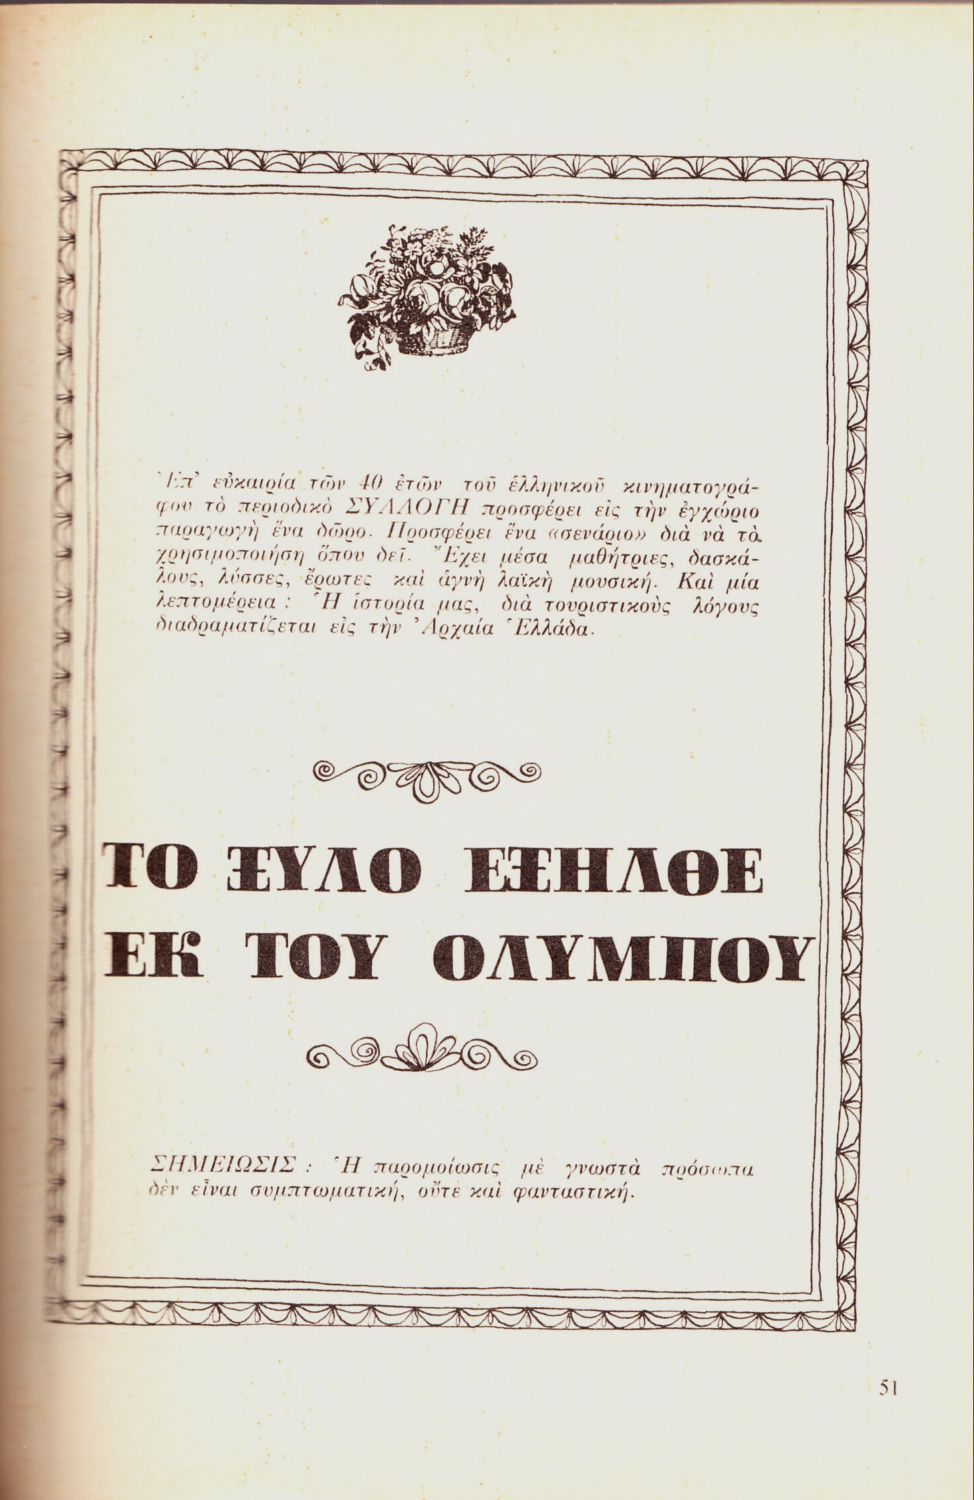 Ἐπ' εὐκαιρία τῶν 40 ἐτῶν τοῦ ἑλληνικοῦ κινηματογρά-
φου τὸ περιοδικὸ ΣΥΛΛΟΓΗ προσφέρει εἰς τὴν ἐγχώριο
παραγωγὴ ἕνα δῶρο. Προσφέρει ἕνα «σενάριο» διὰ νὰ τὸ
χρησιμοποιήση ὅπου δεῖ. Ἔχει μέσα μαθήτριες, δασκά-
λους, λύσσες, ἔρωτες καὶ ἁγνὴ λαϊκὴ μουσική. Καὶ μία
λεπτομέρεια : Ἡ ἱστορία μας, διὰ τουριστικοὺς λόγους
διαδραματίζεται εἰς τὴν Ἀρχαία Ἑλλάδα.
ΤΟ ΞΥΛΟ ΕΞΗΛΘΕ
ΕΚ ΤΟΥ ΟΛΥΜΠΟΥ
ΣΗΜΕΙΩΣΙΣ : Ἡ παρομοίωσις μὲ γνωστὰ πρόσωπα
δὲν εἶναι συμπτωματική, οὔτε καὶ φανταστική.
51